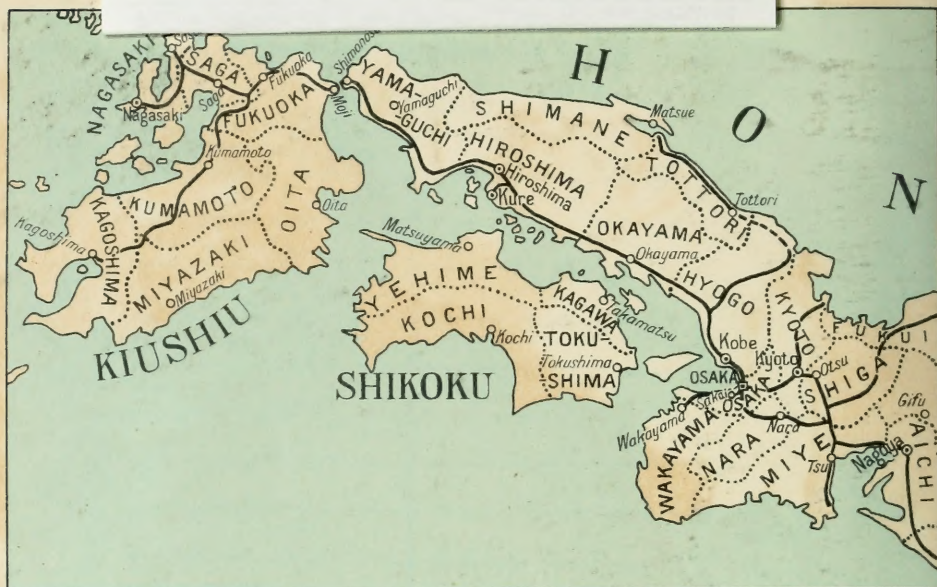 H
O
N
NAGASAKI
Nagasaki
SAGA
Saga
Fukuoka
FUKUOKA
Moji
Kumamoto
KUMAMOTO
OITA
Oita
KAGOSHIMA
Kagoshima
MIYAZAKI
Miyazaki
KIUSHIU
YAMA-
-GUCHI
Yamaguchi
SHIMANE
Matsue
HIROSHIMA
Hiroshima
Kure
TOTTORI
Tottori
OKAYAMA
Okayama
HYOGO
Kobe
KYOTO
Kyoto
FUKUI
Otsu
SHIGA
Gifu
OSAKA
OSAKA
Sakai
Nara
NARA
Wakayama
WAKAYAMA
MIYE
Tsu
Nagoya
AICHI
Matsuyama
YEHIME
KOCHI
Kochi
KAGAWA
Takamatsu
TOKU-
-SHIMA
Tokushima
SHIKOKU